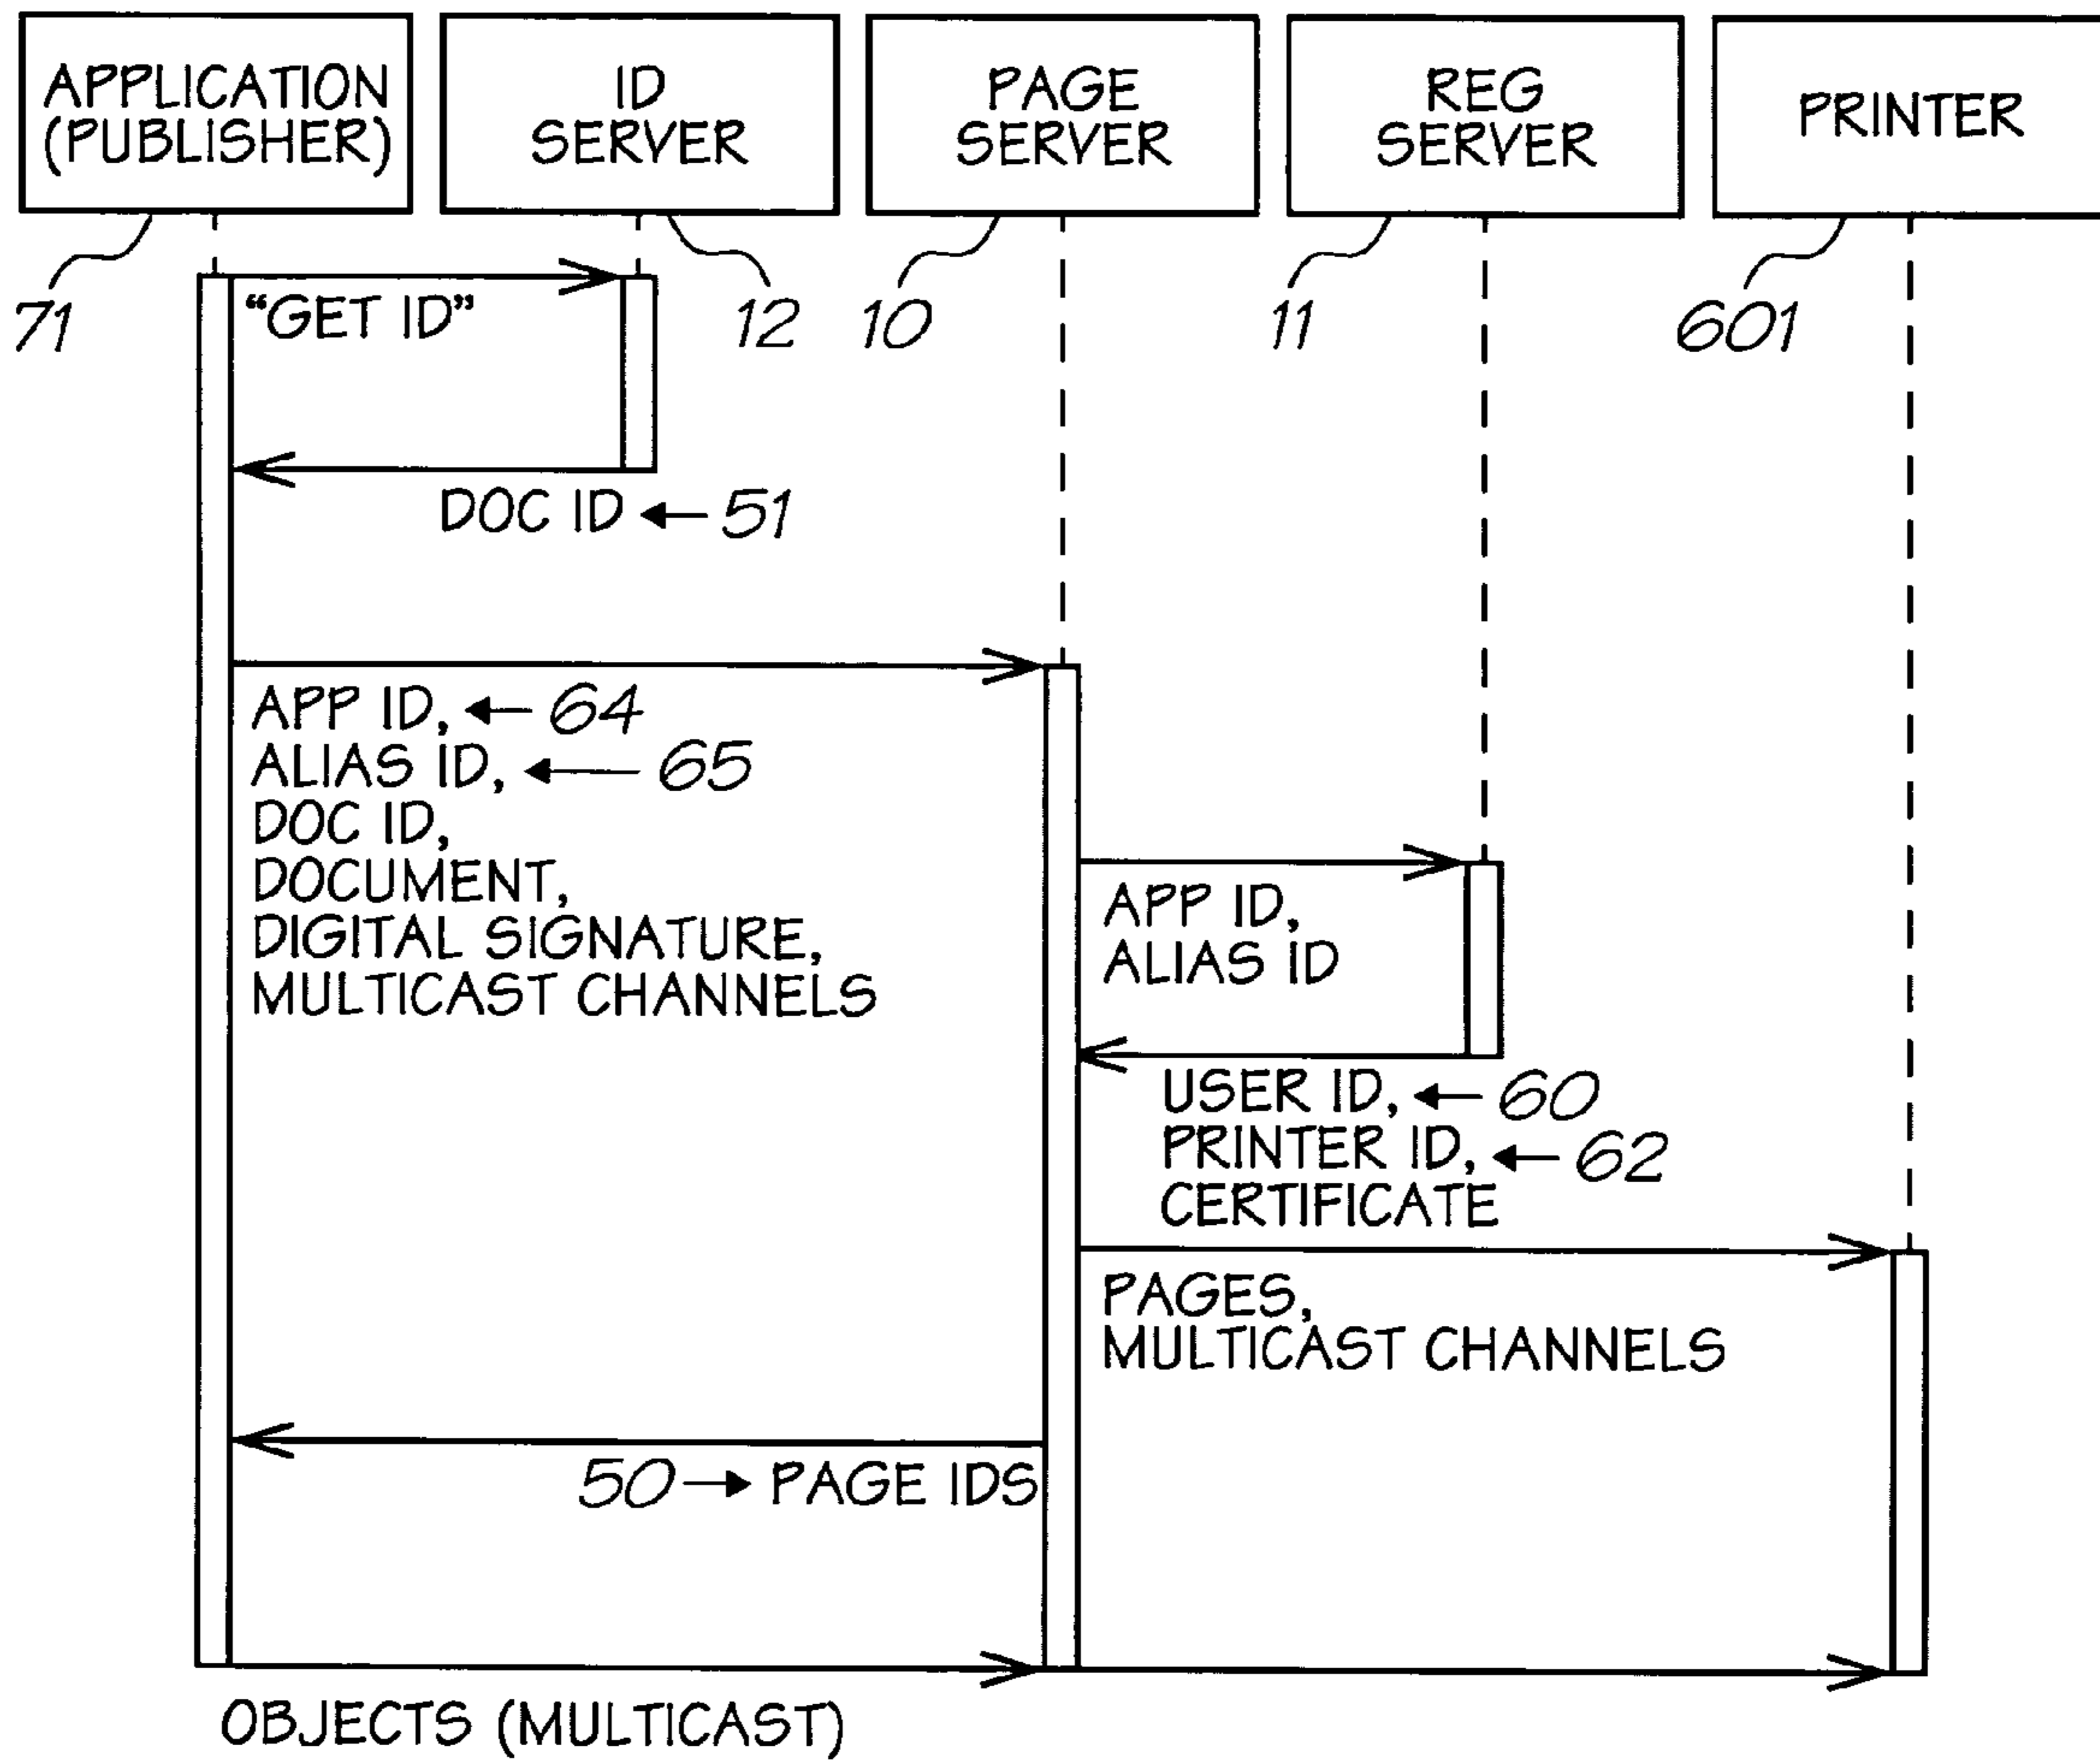 APPLICATION
(PUBLISHER)
ID
SERVER
PAGE
SERVER
REG
SERVER
PRINTER
71
12
10
11
601
“GET ID”
DOC ID 51
APP ID, 64
ALIAS ID, 65
DOC ID,
DOCUMENT,
DIGITAL SIGNATURE,
MULTICAST CHANNELS
APP ID,
ALIAS ID
USER ID, 60
PRINTER ID, 62
CERTIFICATE
PAGES,
MULTICAST CHANNELS
50 PAGE IDS
OBJECTS (MULTICAST)